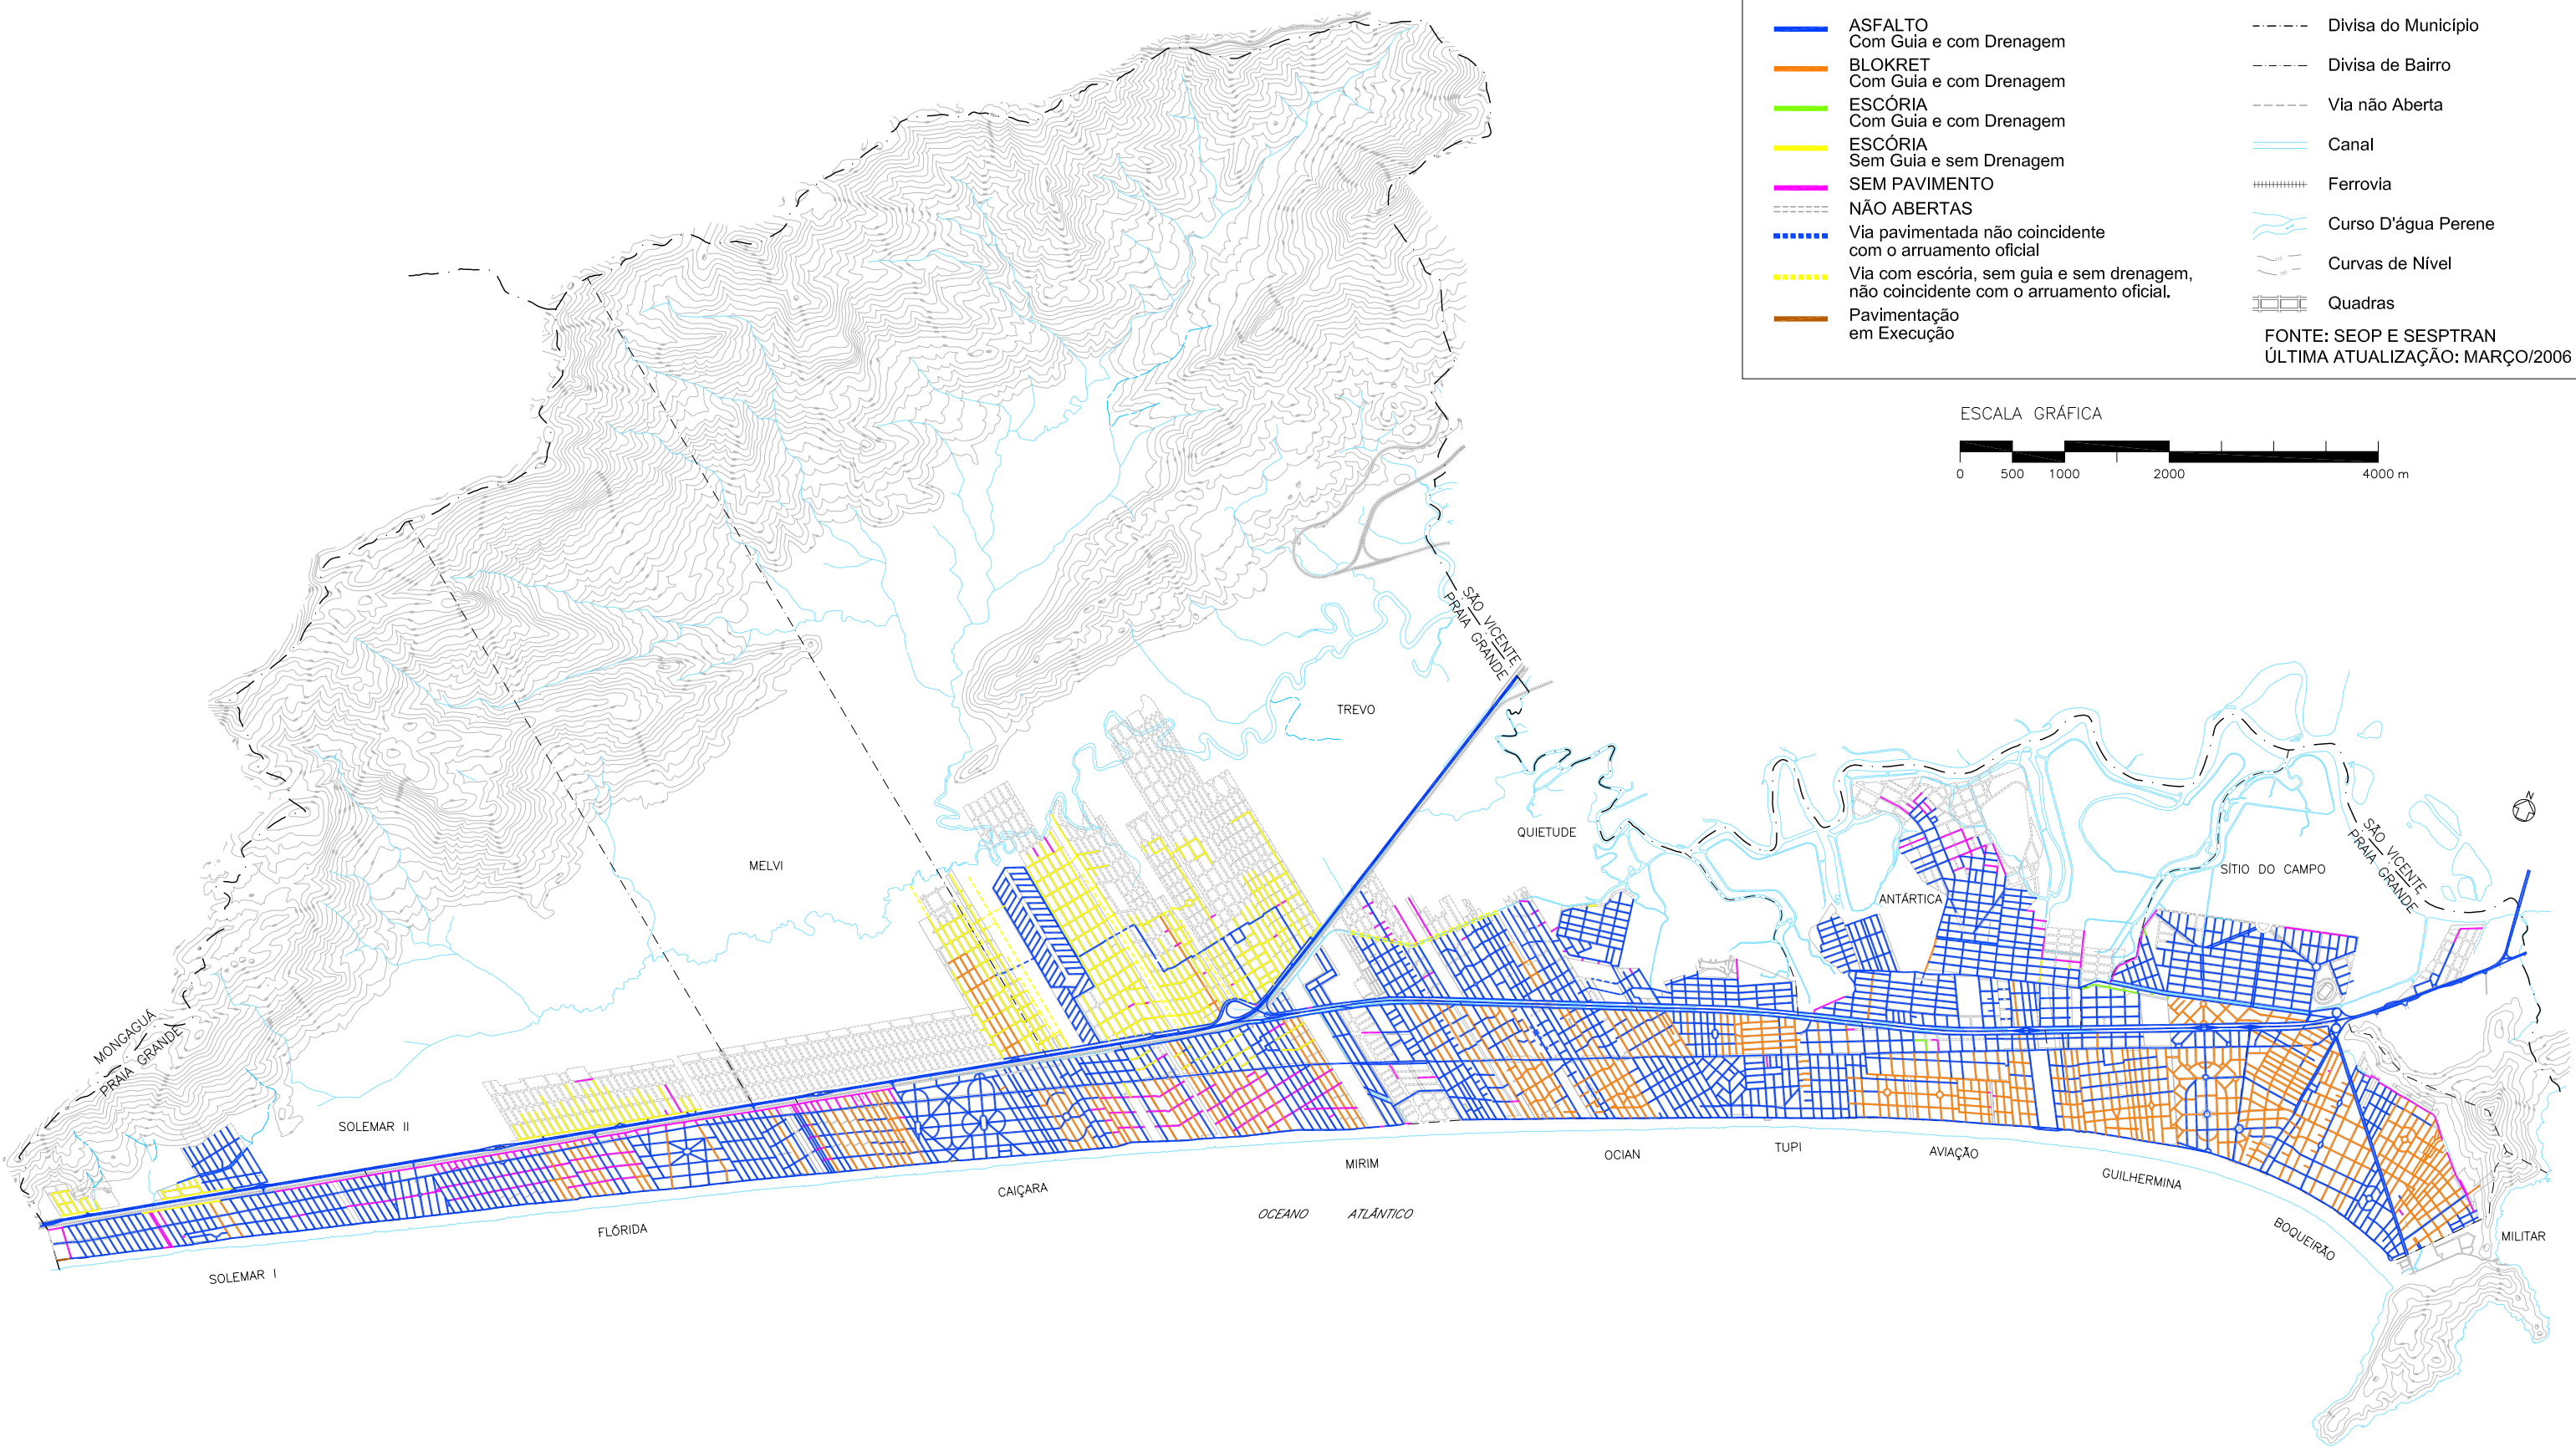 ASFALTO
Com Guia e com Drenagem
BLOKRET
Com Guia e com Drenagem
ESCÓRIA
Com Guia e com Drenagem
ESCÓRIA
Sem Guia e sem Drenagem
SEM PAVIMENTO
NÃO ABERTAS
Via pavimentada não coincidente
com o arruamento oficial
Via com escória, sem guia e sem drenagem,
não coincidente com o arruamento oficial.
Pavimentação
em Execução
Divisa do Município
Divisa de Bairro
Via não Aberta
Canal
Ferrovia
Curso D'água Perene
Curvas de Nível
Quadras
FONTE: SEOP E SESPTRAN
ÚLTIMA ATUALIZAÇÃO: MARÇO/2006
ESCALA GRÁFICA
0 500 1000 2000 4000 m
SÃO VICENTE
PRAIA GRANDE
TREVO
QUIETUDE
MELVI
N
SÃO VICENTE
PRAIA GRANDE
SÍTIO DO CAMPO
ANTÁRTICA
MONGAGUÁ
PRAIA GRANDE
SOLEMAR II
MIRIM
OCIAN
TUPI
AVIAÇÃO
GUILHERMINA
CAIÇARA
OCEANO ATLÂNTICO
FLÓRIDA
BOQUEIRÃO
MILITAR
SOLEMAR I